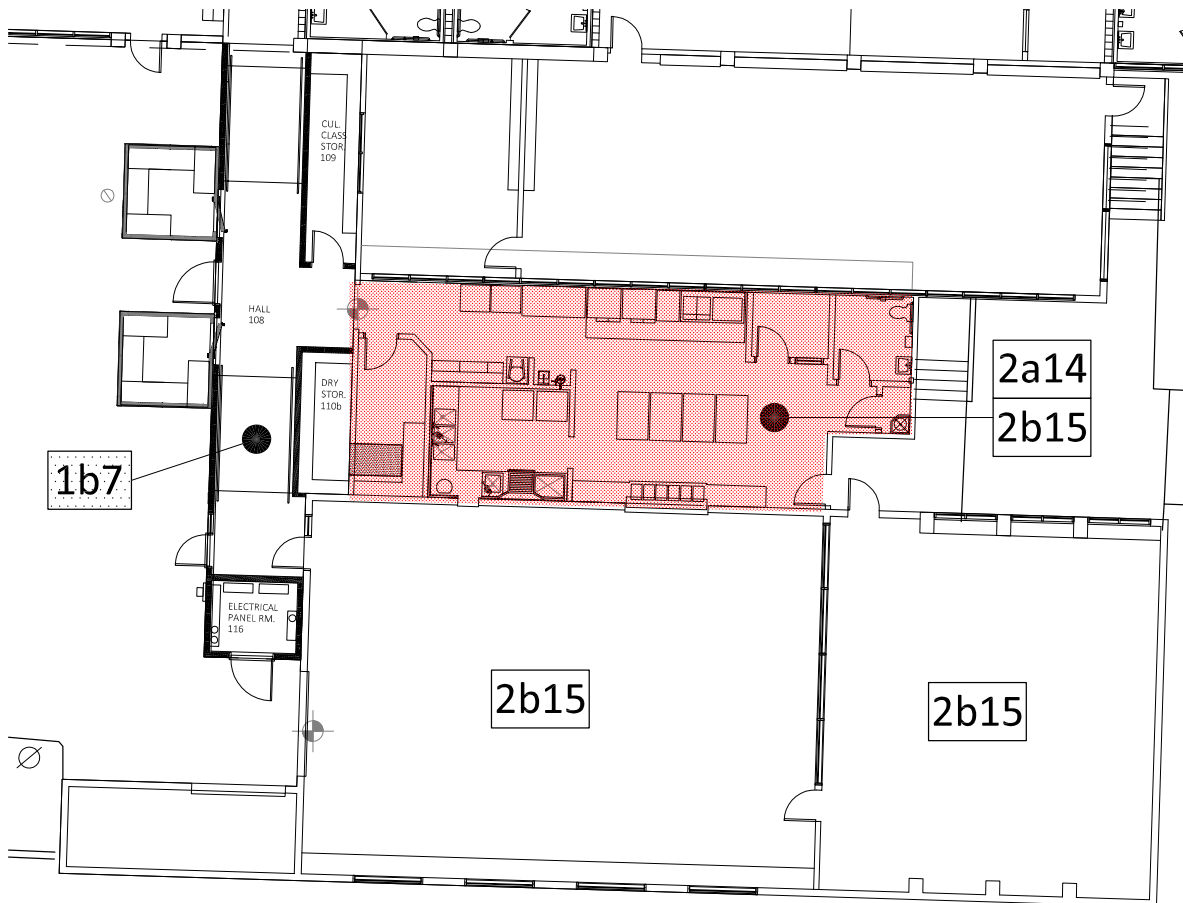 CUL.
CLASS
STOR.
109
HALL
108
DRY
STOR.
110b
2a14
2b15
1b7
ELECTRICAL
PANEL RM.
116
2b15
2b15